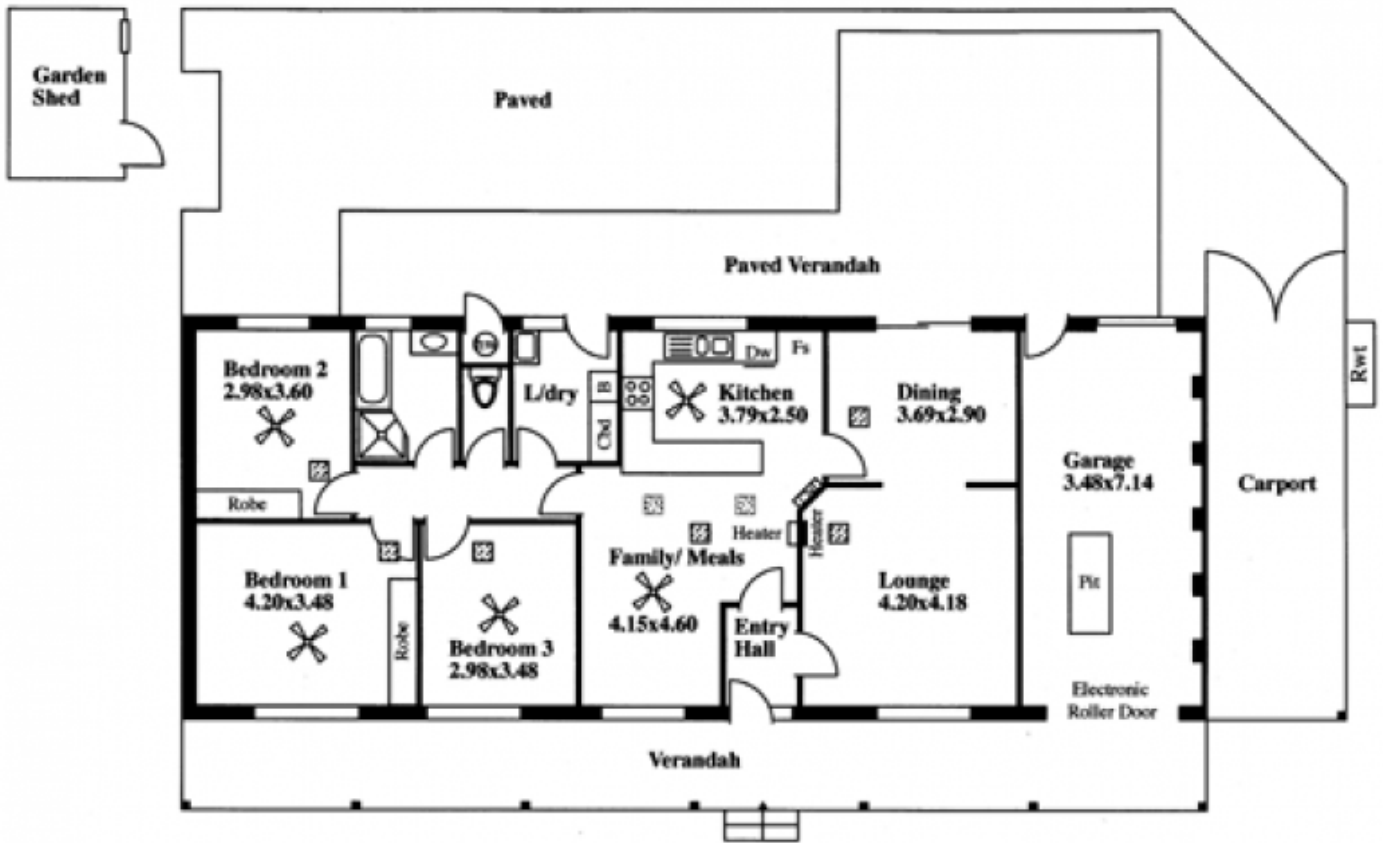 Garden
Shed
Paved
Paved Verandah
Bedroom 2
2.98x3.60
Robe
L/dry
B
Cbd
Dw
Fs
Kitchen
3.79x2.50
Dining
3.69x2.90
Garage
3.48x7.14
Carport
Rwt
Bedroom 1
4.20x3.48
Robe
Bedroom 3
2.98x3.48
Heater
Heater
Family/ Meals
4.15x4.60
Entry
Hall
Lounge
4.20x4.18
Pit
Electronic
Roller Door
Verandah